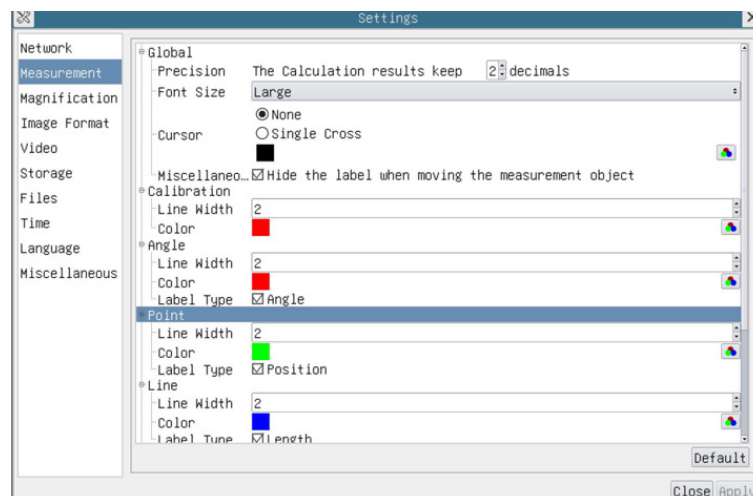 Settings
Network
Measurement
Magnification
Image Format
Video
Storage
Files
Time
Language
Miscellaneous
Global
Precision The Calculation results keep 2 decimals
Font Size Large
None
Cursor Single Cross
Miscellaneo... Hide the label when moving the measurement object
Calibration
Line Width 2
Color
Angle
Line Width 2
Color
Label Type Angle
Point
Line Width 2
Color
Label Type Position
Line
Line Width 2
Color
Label Type Length
Default
Close Apply